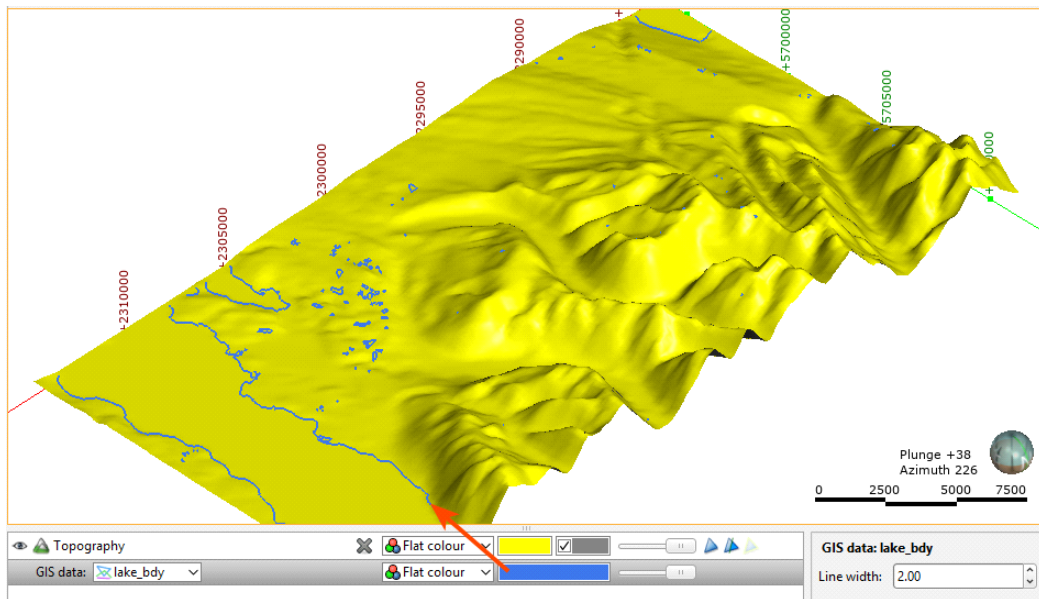 +5700000
2290000
5705000
2295000
2300000
2305000
+2310000
Plunge +38
Azimuth 226
0 2500 5000 7500
Topography Flat colour
GIS data: lake_bdy Flat colour
GIS data: lake_bdy
Line width: 2.00